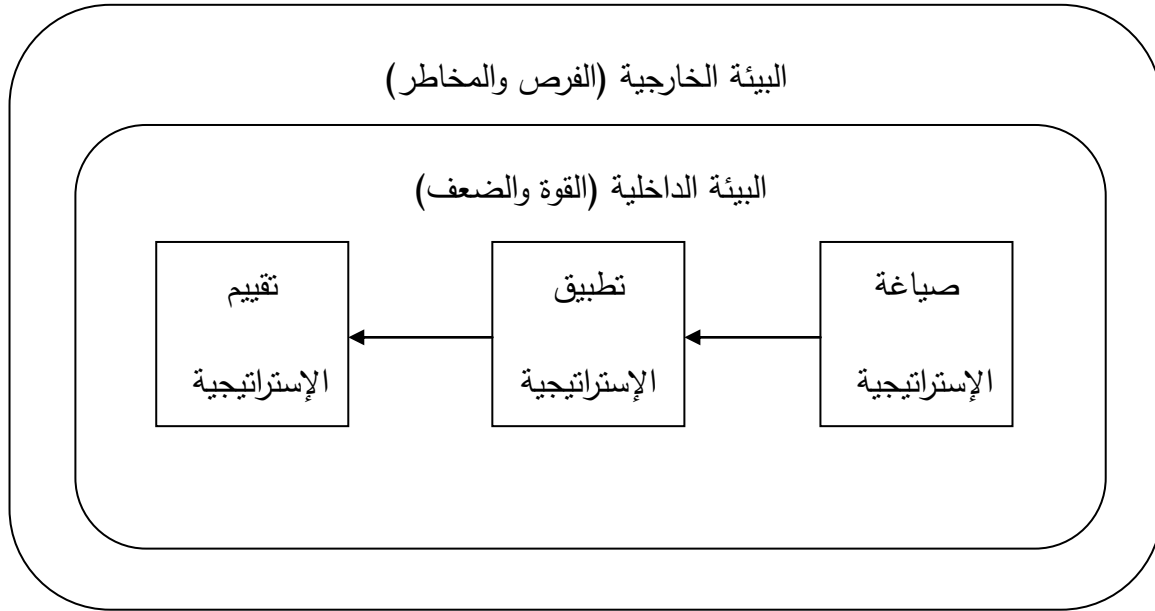 البيئة الخارجية (الفرص والمخاطر)
البيئة الداخلية (القوة والضعف)
صياغة
الإستراتيجية
تطبيق
الإستراتيجية
تقييم
الإستراتيجية